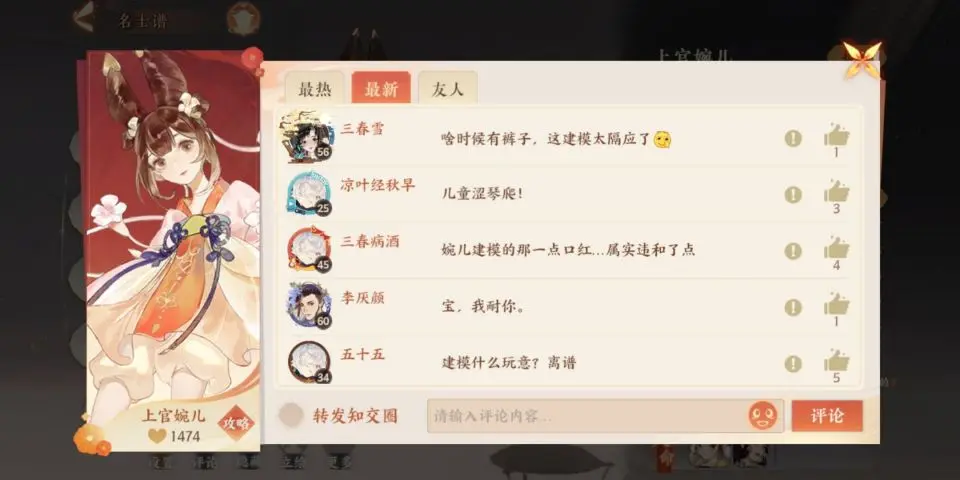 名士谱
上官婉儿
最热
最新
友人
三春雪
56
啥时候有裤子，这建模太隔应了
1
凉叶经秋早
25
儿童涩琴爬！
3
三春病酒
45
婉儿建模的那一点口红...属实违和了点
4
李厌颜
60
宝，我耐你。
1
五十五
34
建模什么玩意？离谱
5
上官婉儿
1474
攻略
转发知交圈
请输入评论内容...
评论
命